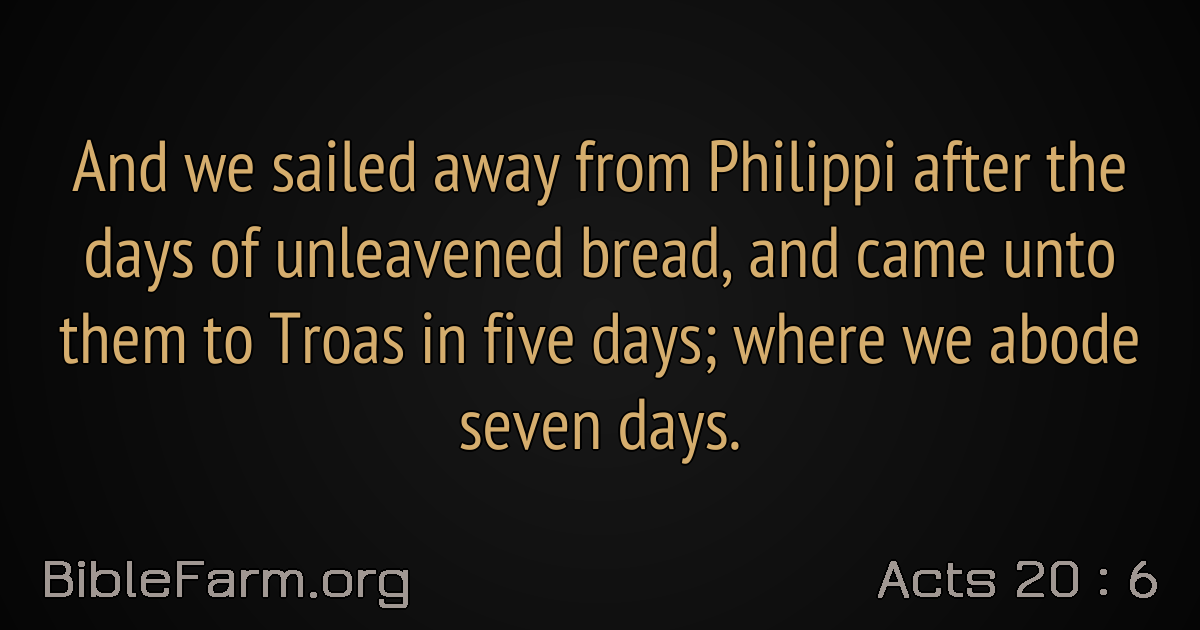 And we sailed away from Philippi after the
days of unleavened bread, and came unto
them to Troas in five days; where we abode
seven days.
BibleFarm.org
Acts 20 : 6